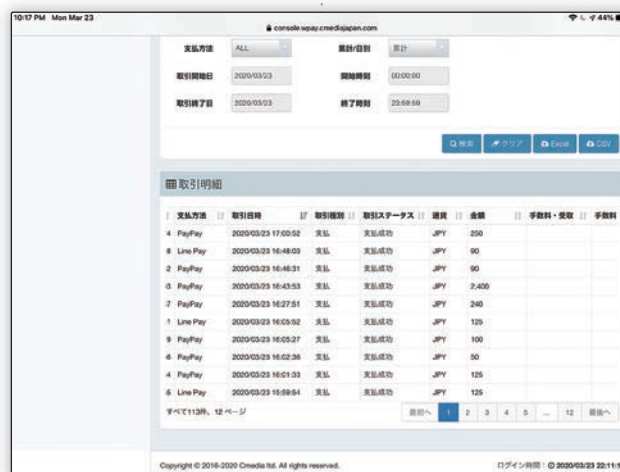 10:17 PM Mon Mar 23
44%
console.wpay.cmediajapan.com
支払方法 ALL 累計/日別 累計
取引開始日 2020/03/23 開始時刻 00:00:00
取引終了日 2020/03/23 終了時刻 23:59:59
検索 クリア Excel CSV
取引明細
支払方法 取引日時 取引種別 取引ステータス 通貨 金額 手数料・受取 手数料
4 PayPay 2020/03/23 17:00:52 支払 支払成功 JPY 250
8 Line Pay 2020/03/23 16:48:03 支払 支払成功 JPY 90
2 PayPay 2020/03/23 16:46:31 支払 支払成功 JPY 90
PayPay 2020/03/23 16:43:53 支払 支払成功 JPY 2,400
7 PayPay 2020/03/23 16:27:51 支払 支払成功 JPY 240
1 Line Pay 2020/03/23 16:05:52 支払 支払成功 JPY 125
9 PayPay 2020/03/23 16:05:27 支払 支払成功 JPY 100
6 PayPay 2020/03/23 16:02:36 支払 支払成功 JPY 50
4 PayPay 2020/03/23 16:01:33 支払 支払成功 JPY 125
5 Line Pay 2020/03/23 15:59:54 支払 支払成功 JPY 125
すべて113件、12 ページ 最初へ 1 2 3 4 5 ... 12 最後へ
Copyright © 2016-2020 Cmedia ltd. All rights reserved. ログイン時間：2020/03/23 22:11:1